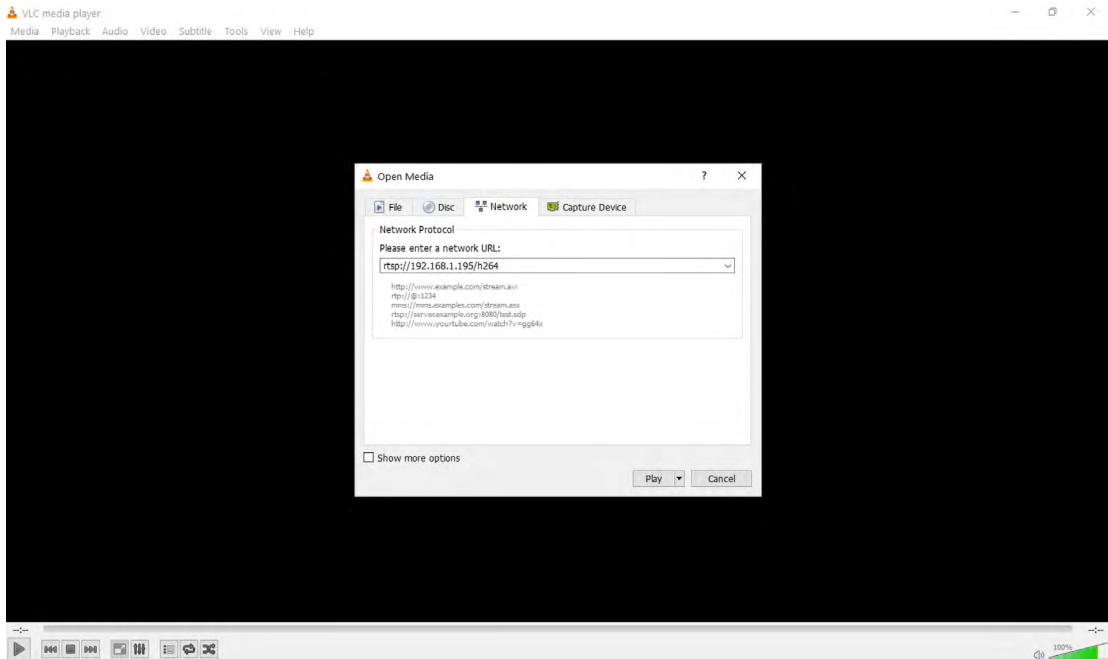 VLC media player
Media Playback Audio Video Subtitle Tools View Help
Open Media
?
File Disc Network Capture Device
Network Protocol
Please enter a network URL:
rtsp://192.168.1.195/h264
http://www.example.com/stream.avi
rtp://@:1234
mms://mms.examples.com/stream.asx
rtsp://server.example.org:8080/test.sdp
http://www.yourtube.com/watch?v=gg64x
Show more options
Play Cancel
--:-- --:--
100%